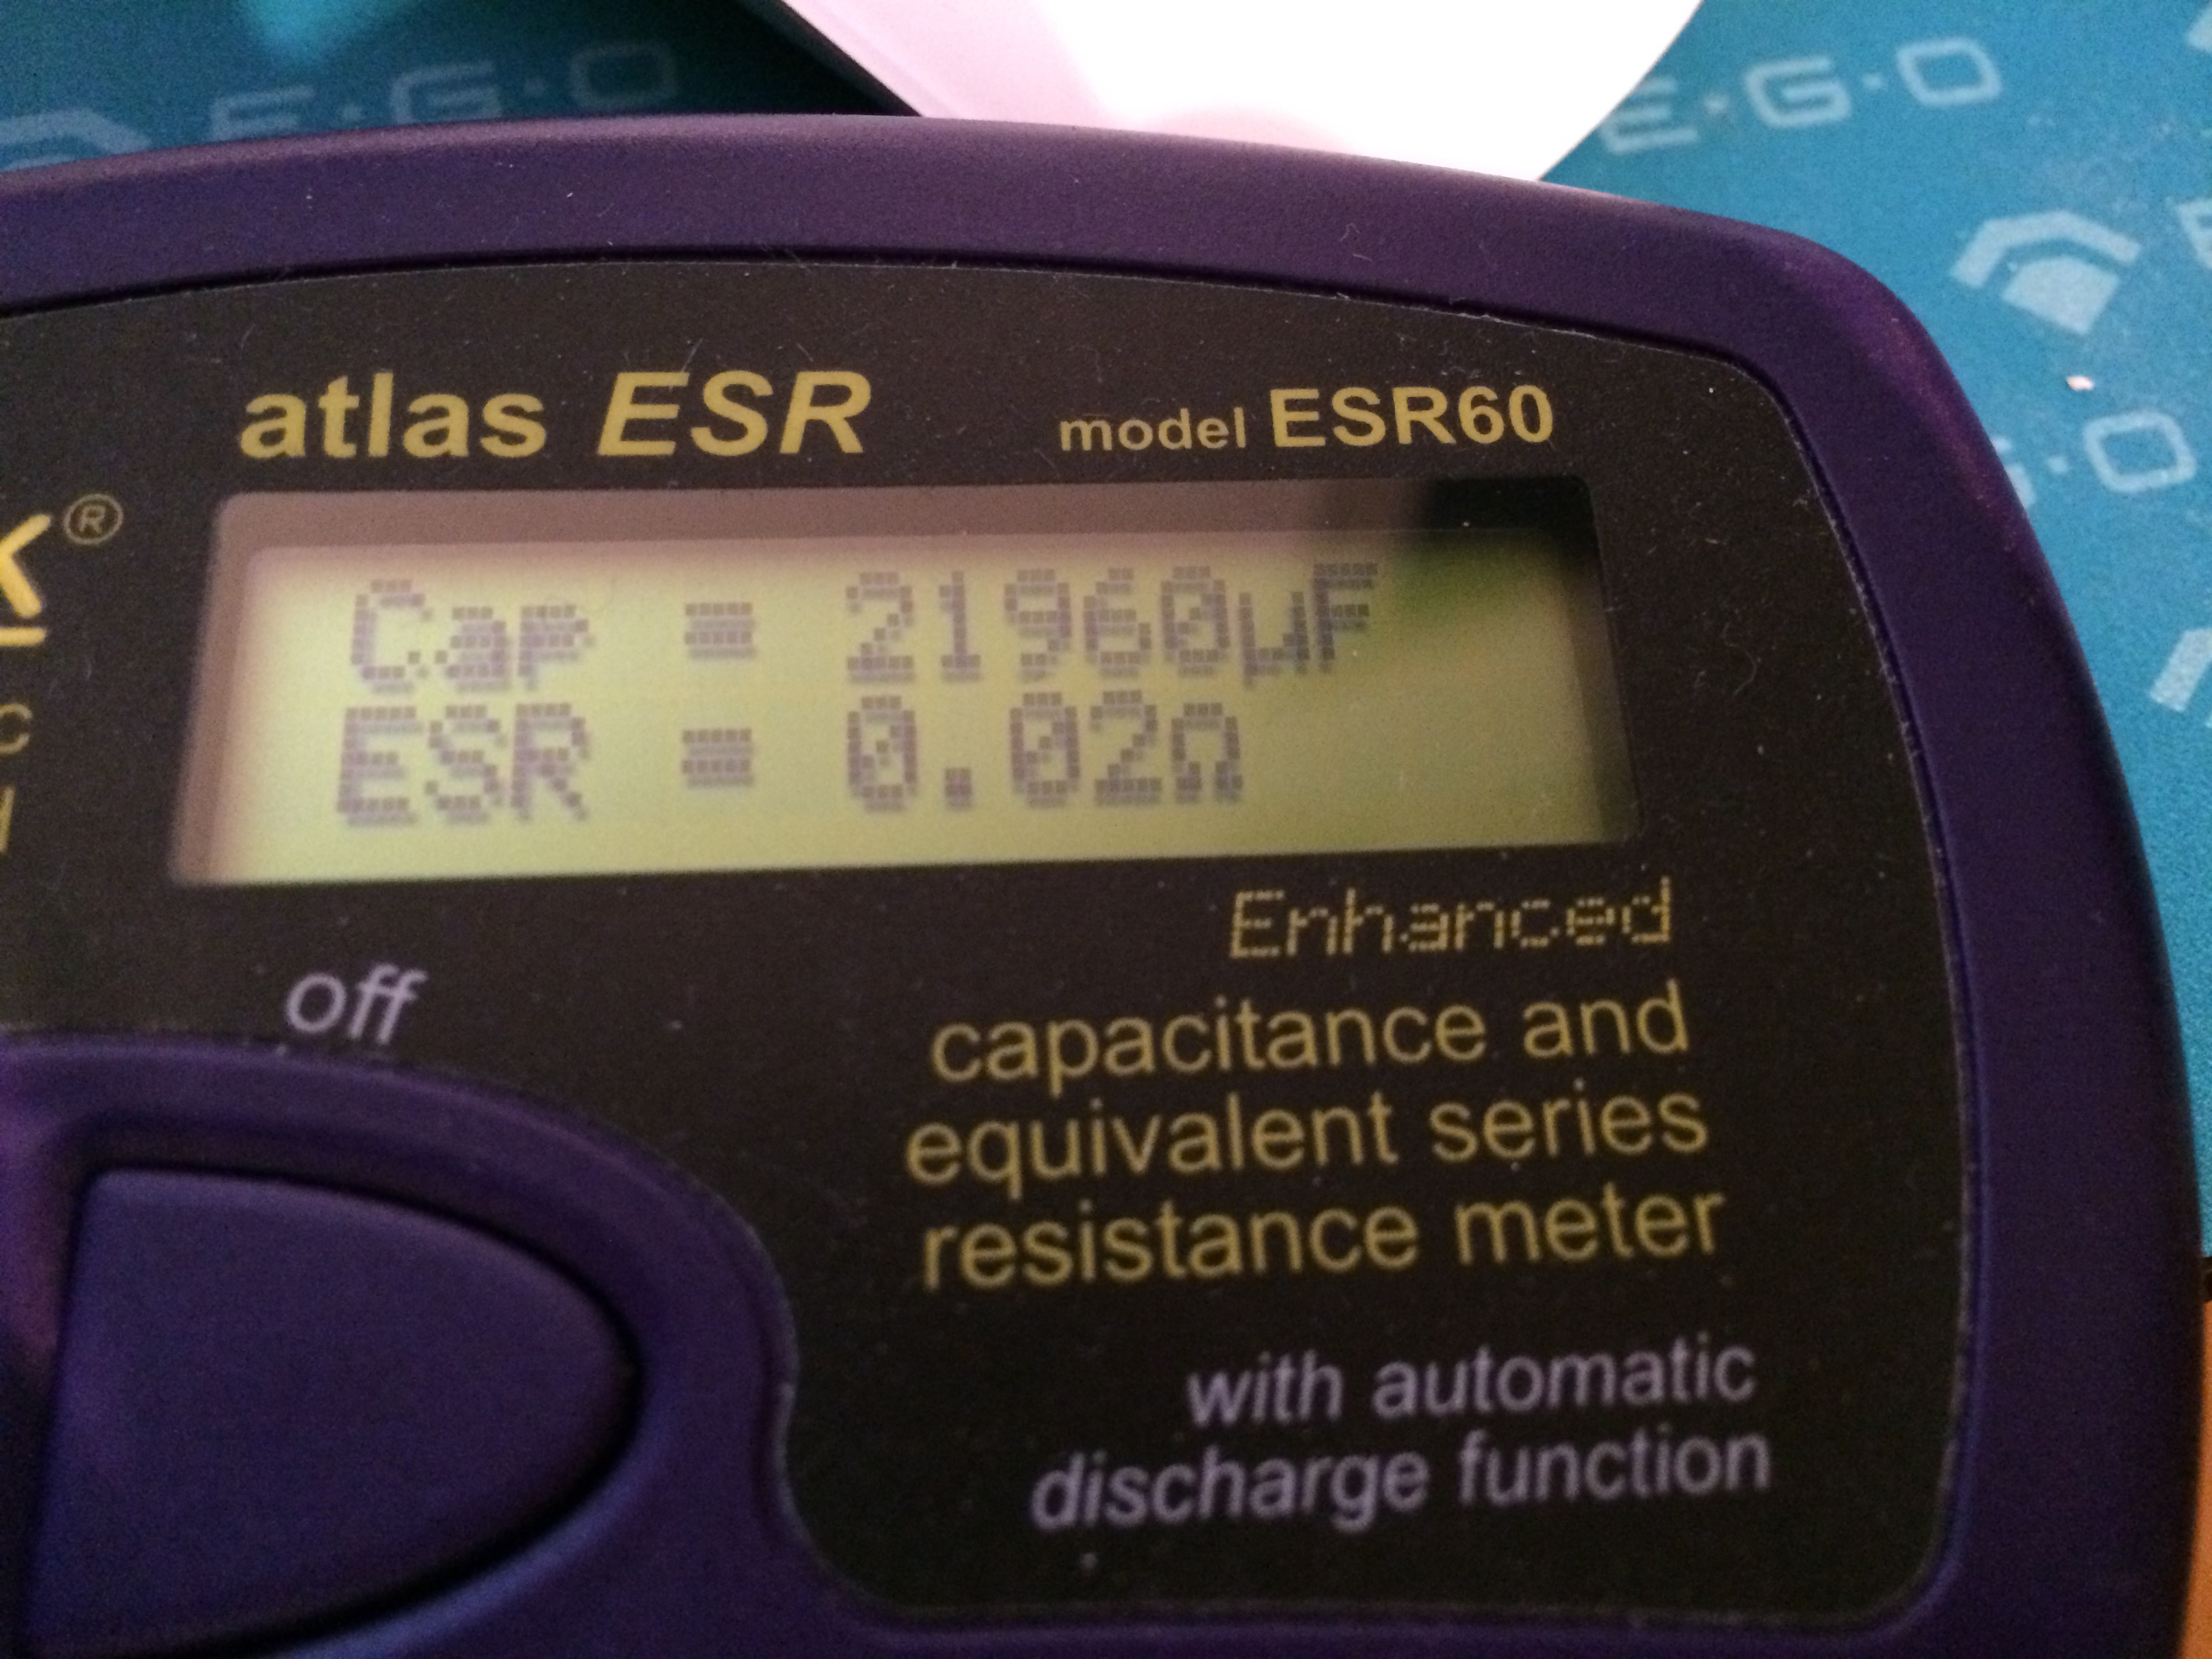 E·G·O
E·G·O
atlas ESR model ESR60
®
Cap = 21960µF
ESR = 0.02Ω
Enhanced
off
capacitance and
equivalent series
resistance meter
with automatic
discharge function